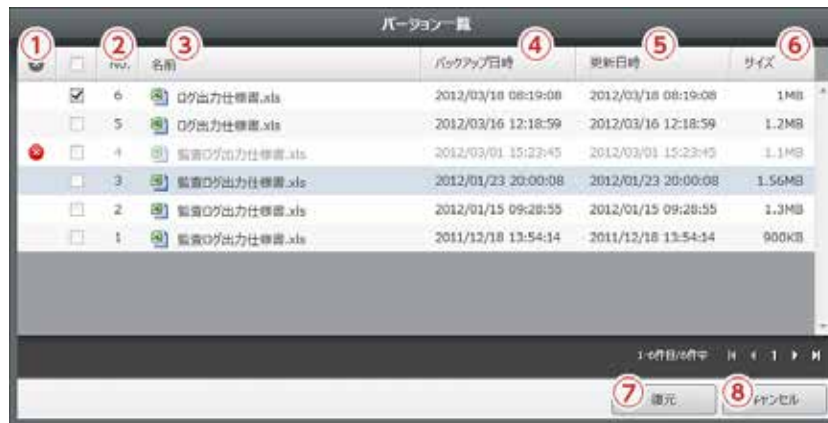 バージョン一覧
① ② ③ ④ ⑤ ⑥
No. 名前 バックアップ日時 更新日時 サイズ
6 ログ出力仕様書.xls 2012/03/18 08:19:08 2012/03/18 08:19:08 1MB
5 ログ出力仕様書.xls 2012/03/16 12:18:59 2012/03/16 12:18:59 1.2MB
4 監査ログ出力仕様書.xls 2012/03/01 15:23:45 2012/03/01 15:23:45 1.1MB
3 監査ログ出力仕様書.xls 2012/01/23 20:00:08 2012/01/23 20:00:08 1.56MB
2 監査ログ出力仕様書.xls 2012/01/15 09:28:55 2012/01/15 09:28:55 1.3MB
1 監査ログ出力仕様書.xls 2011/12/18 13:54:14 2011/12/18 13:54:14 900KB
1-6件目/6件中 1
⑦ 復元 ⑧ キャンセル